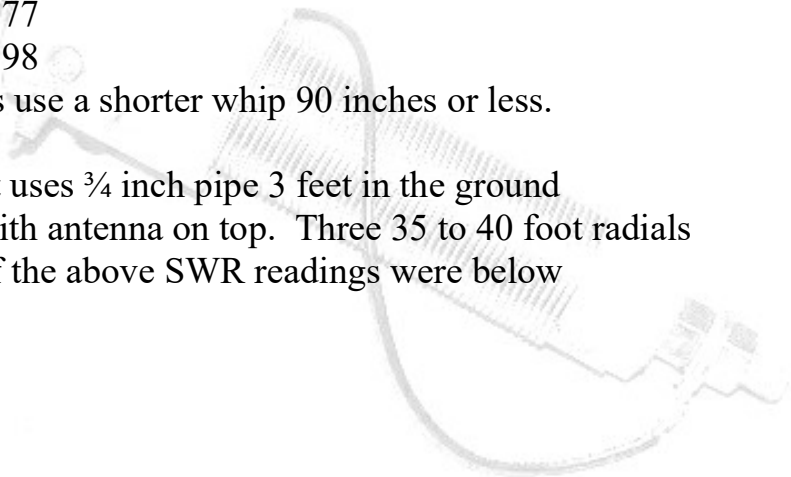 77
98
s use a shorter whip 90 inches or less.
t uses ¾ inch pipe 3 feet in the ground
ith antenna on top. Three 35 to 40 foot radials
f the above SWR readings were below